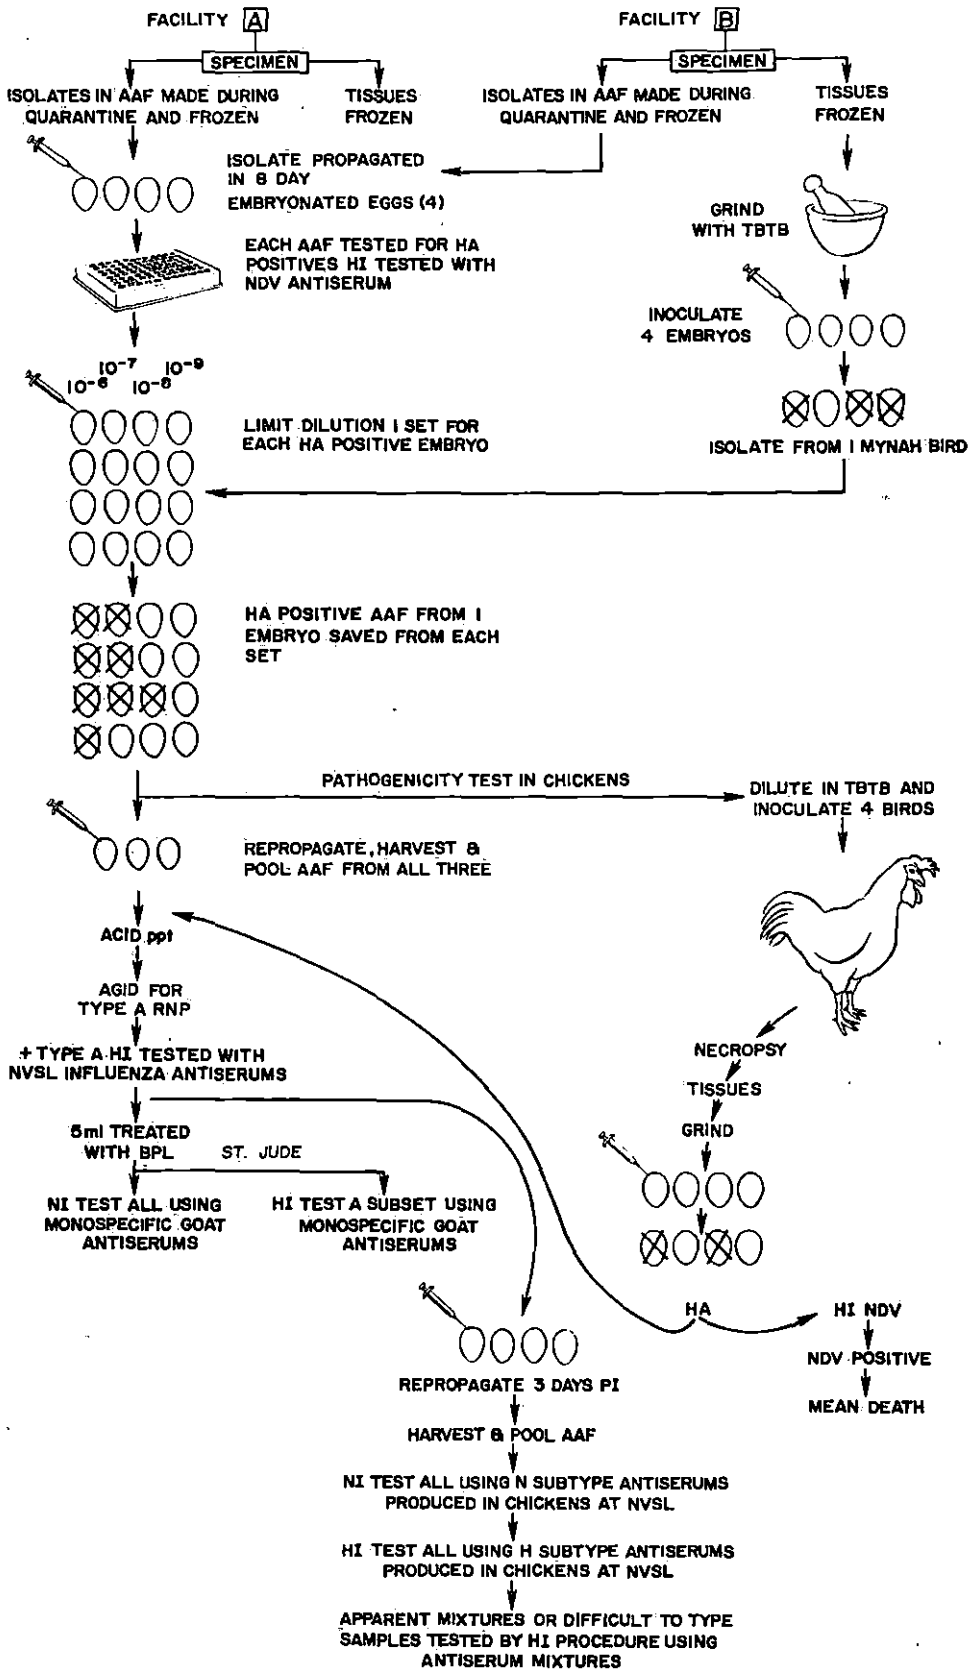 FACILITY A
SPECIMEN
ISOLATES IN AAF MADE DURING
QUARANTINE AND FROZEN
TISSUES
FROZEN
FACILITY B
SPECIMEN
ISOLATES IN AAF MADE DURING
QUARANTINE AND FROZEN
TISSUES
FROZEN
ISOLATE PROPAGATED
IN 8 DAY
EMBRYONATED EGGS (4)
GRIND
WITH TBTB
EACH AAF TESTED FOR HA
POSITIVES HI TESTED WITH
NDV ANTISERUM
INOCULATE
4 EMBRYOS
10-6 10-7 10-8 10-9
LIMIT DILUTION 1 SET FOR
EACH HA POSITIVE EMBRYO
ISOLATE FROM 1 MYNAH BIRD
HA POSITIVE AAF FROM 1
EMBRYO SAVED FROM EACH
SET
PATHOGENICITY TEST IN CHICKENS
DILUTE IN TBTB AND
INOCULATE 4 BIRDS
REPROPAGATE, HARVEST &
POOL AAF FROM ALL THREE
ACID ppt
AGID FOR
TYPE A RNP
+ TYPE A HI TESTED WITH
NVSL INFLUENZA ANTISERUMS
5ml TREATED
WITH BPL
ST. JUDE
NI TEST ALL USING
MONOSPECIFIC GOAT
ANTISERUMS
HI TEST A SUBSET USING
MONOSPECIFIC GOAT
ANTISERUMS
NECROPSY
TISSUES
GRIND
HA
HI NDV
NDV POSITIVE
MEAN DEATH
REPROPAGATE 3 DAYS PI
HARVEST & POOL AAF
NI TEST ALL USING N SUBTYPE ANTISERUMS
PRODUCED IN CHICKENS AT NVSL
HI TEST ALL USING H SUBTYPE ANTISERUMS
PRODUCED IN CHICKENS AT NVSL
APPARENT MIXTURES OR DIFFICULT TO TYPE
SAMPLES TESTED BY HI PROCEDURE USING
ANTISERUM MIXTURES